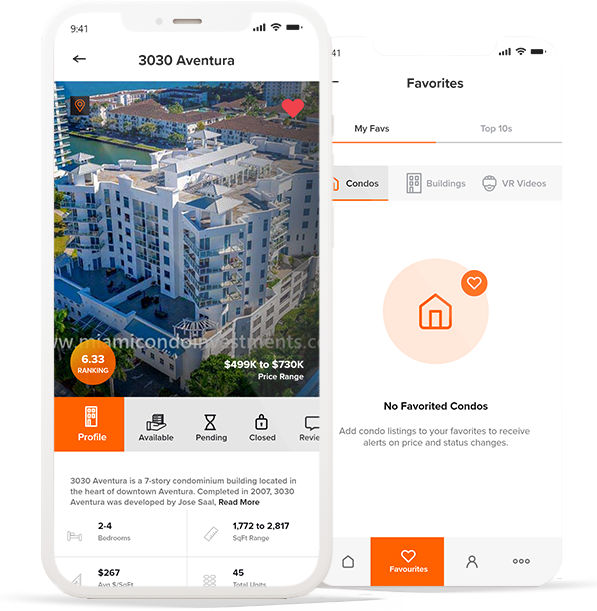 9:41
3030 Aventura
www.miamicondoinvestments.co
6.33
RANKING
$499K to $730K
Price Range
Profile
Available
Pending
Closed
Revie
3030 Aventura is a 7-story condominium building located in
the heart of downtown Aventura. Completed in 2007, 3030
Aventura was developed by Jose Saal, Read More
2-4
Bedrooms
1,772 to 2,817
SqFt Range
$267
Avg $/SqFt
45
Total Units
:41
Favorites
My Favs
Top 10s
Condos
Buildings
VR Videos
No Favorited Condos
Add condo listings to your favorites to receive
alerts on price and status changes.
Favourites